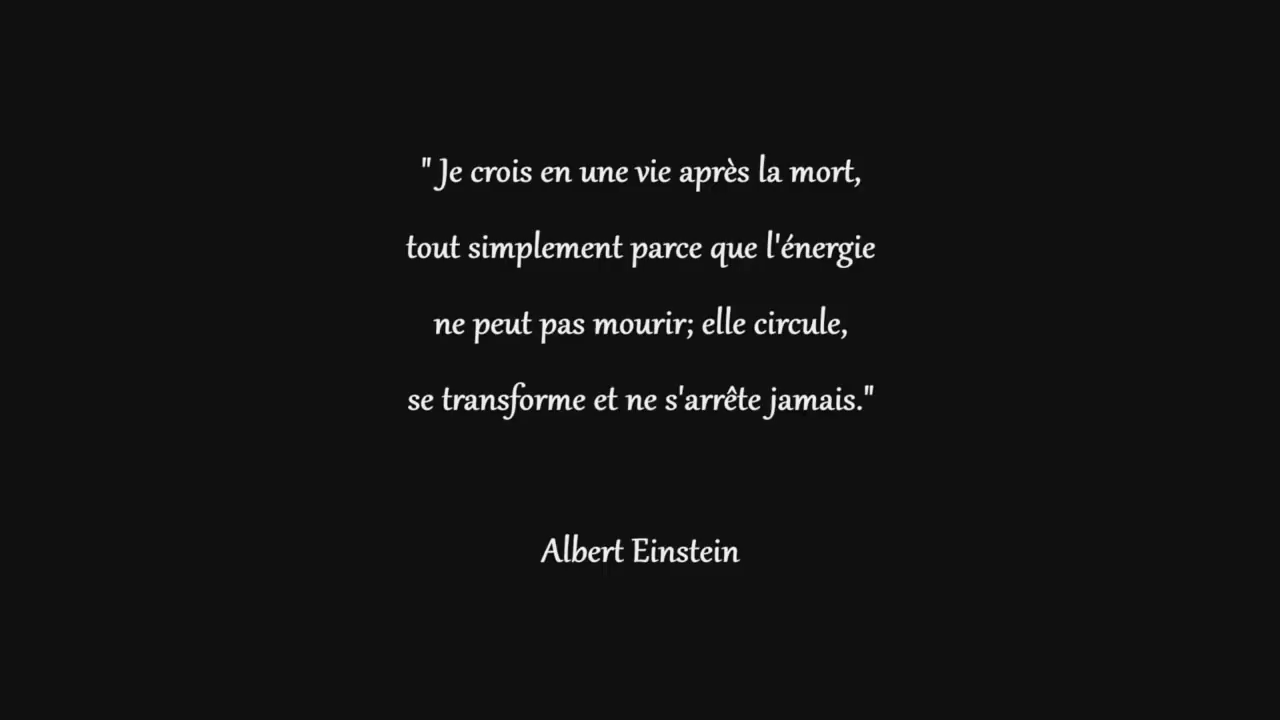 " Je crois en une vie après la mort,
tout simplement parce que l'énergie
ne peut pas mourir; elle circule,
se transforme et ne s'arrête jamais."
Albert Einstein